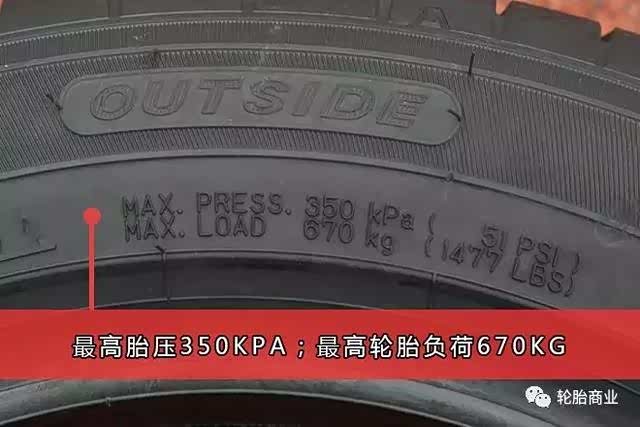 OUTSIDE
MAX. PRESS. 350 kPa ( 51 PSI )
MAX. LOAD 670 kg (1477 LBS)
最高胎压350KPA；最高轮胎负荷670KG
轮胎商业